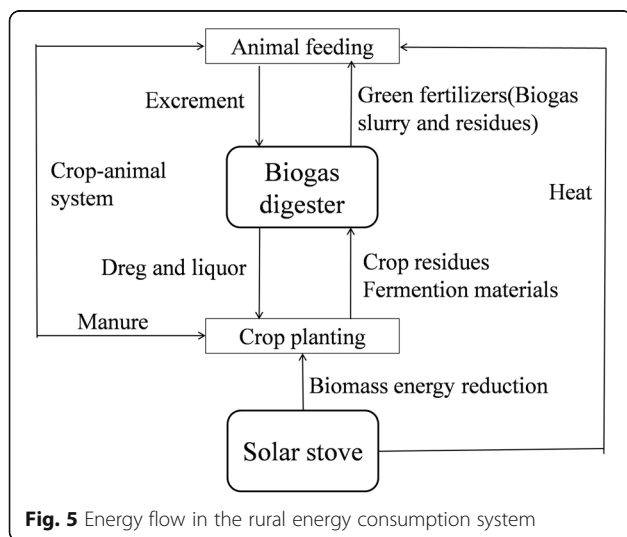 Animal feeding
Excrement
Green fertilizers(Biogas
slurry and residues)
Crop-animal
system
Biogas
digester
Heat
Dreg and liquor
Crop residues
Fermention materials
Manure
Crop planting
Biomass energy reduction
Solar stove
Fig. 5 Energy flow in the rural energy consumption system